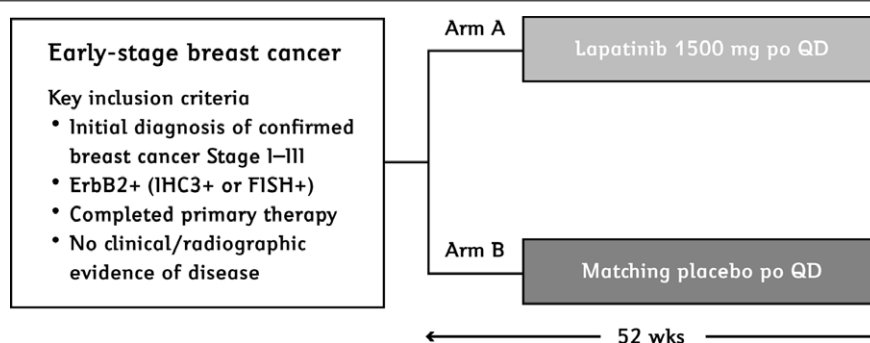 Early-stage breast cancer
Key inclusion criteria
• Initial diagnosis of confirmed
breast cancer Stage I–III
• ErbB2+ (IHC3+ or FISH+)
• Completed primary therapy
• No clinical/radiographic
evidence of disease
Arm A
Lapatinib 1500 mg po QD
Arm B
Matching placebo po QD
52 wks